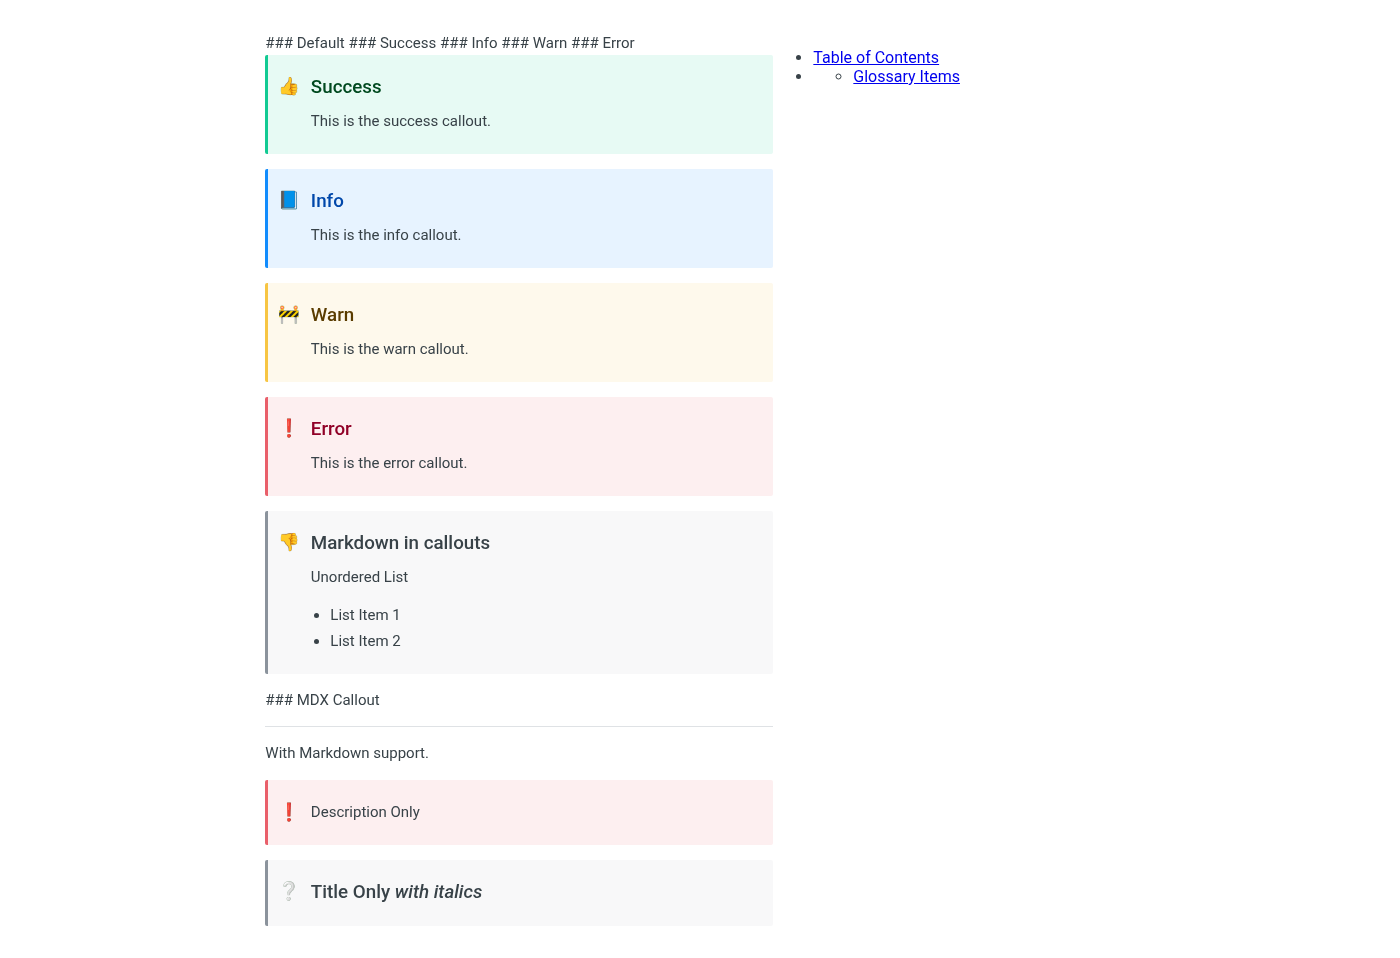 ### Default ### Success ### Info ### Warn ### Error
👍 Success
This is the success callout.
📘 Info
This is the info callout.
🚧 Warn
This is the warn callout.
❗ Error
This is the error callout.
👎 Markdown in callouts
Unordered List
• List Item 1
• List Item 2
### MDX Callout
With Markdown support.
❗ Description Only
❔ Title Only with italics
• Table of Contents
• ◦ Glossary Items